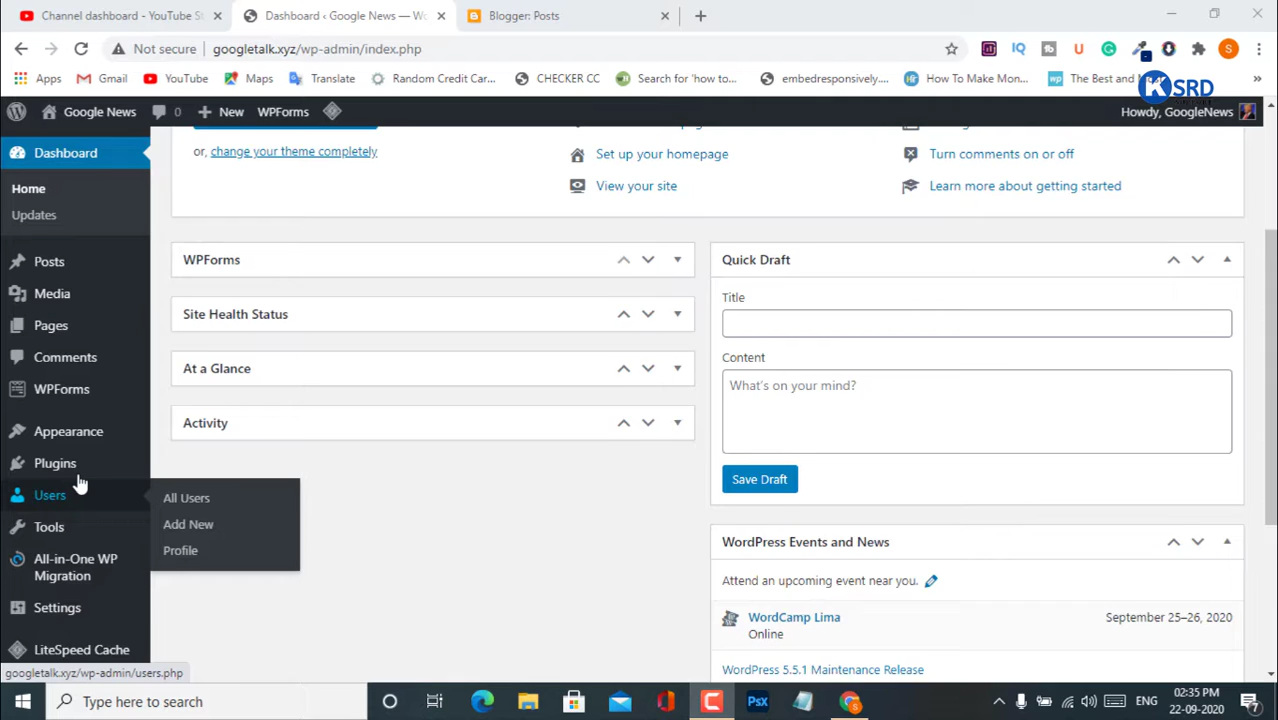 Channel dashboard - YouTube St
Dashboard ‹ Google News — Wo
Blogger: Posts
Not secure
googletalk.xyz/wp-admin/index.php
IQ
U
S
Apps
Gmail
YouTube
Maps
Translate
Random Credit Car...
CHECKER CC
Search for 'how to...
embedresponsively....
How To Make Mon...
The Best and
KSRD
Google News
0
New
WPForms
Howdy, GoogleNews
Dashboard
Home
Updates
Posts
Media
Pages
Comments
WPForms
Appearance
Plugins
Users
Tools
All-in-One WP
Migration
Settings
LiteSpeed Cache
All Users
Add New
Profile
or, change your theme completely
Set up your homepage
View your site
Turn comments on or off
Learn more about getting started
WPForms
Site Health Status
At a Glance
Activity
Quick Draft
Title
Content
What's on your mind?
Save Draft
WordPress Events and News
Attend an upcoming event near you.
WordCamp Lima
Online
September 25–26, 2020
WordPress 5.5.1 Maintenance Release
googletalk.xyz/wp-admin/users.php
Type here to search
Psx
ENG
02:35 PM
22-09-2020
7